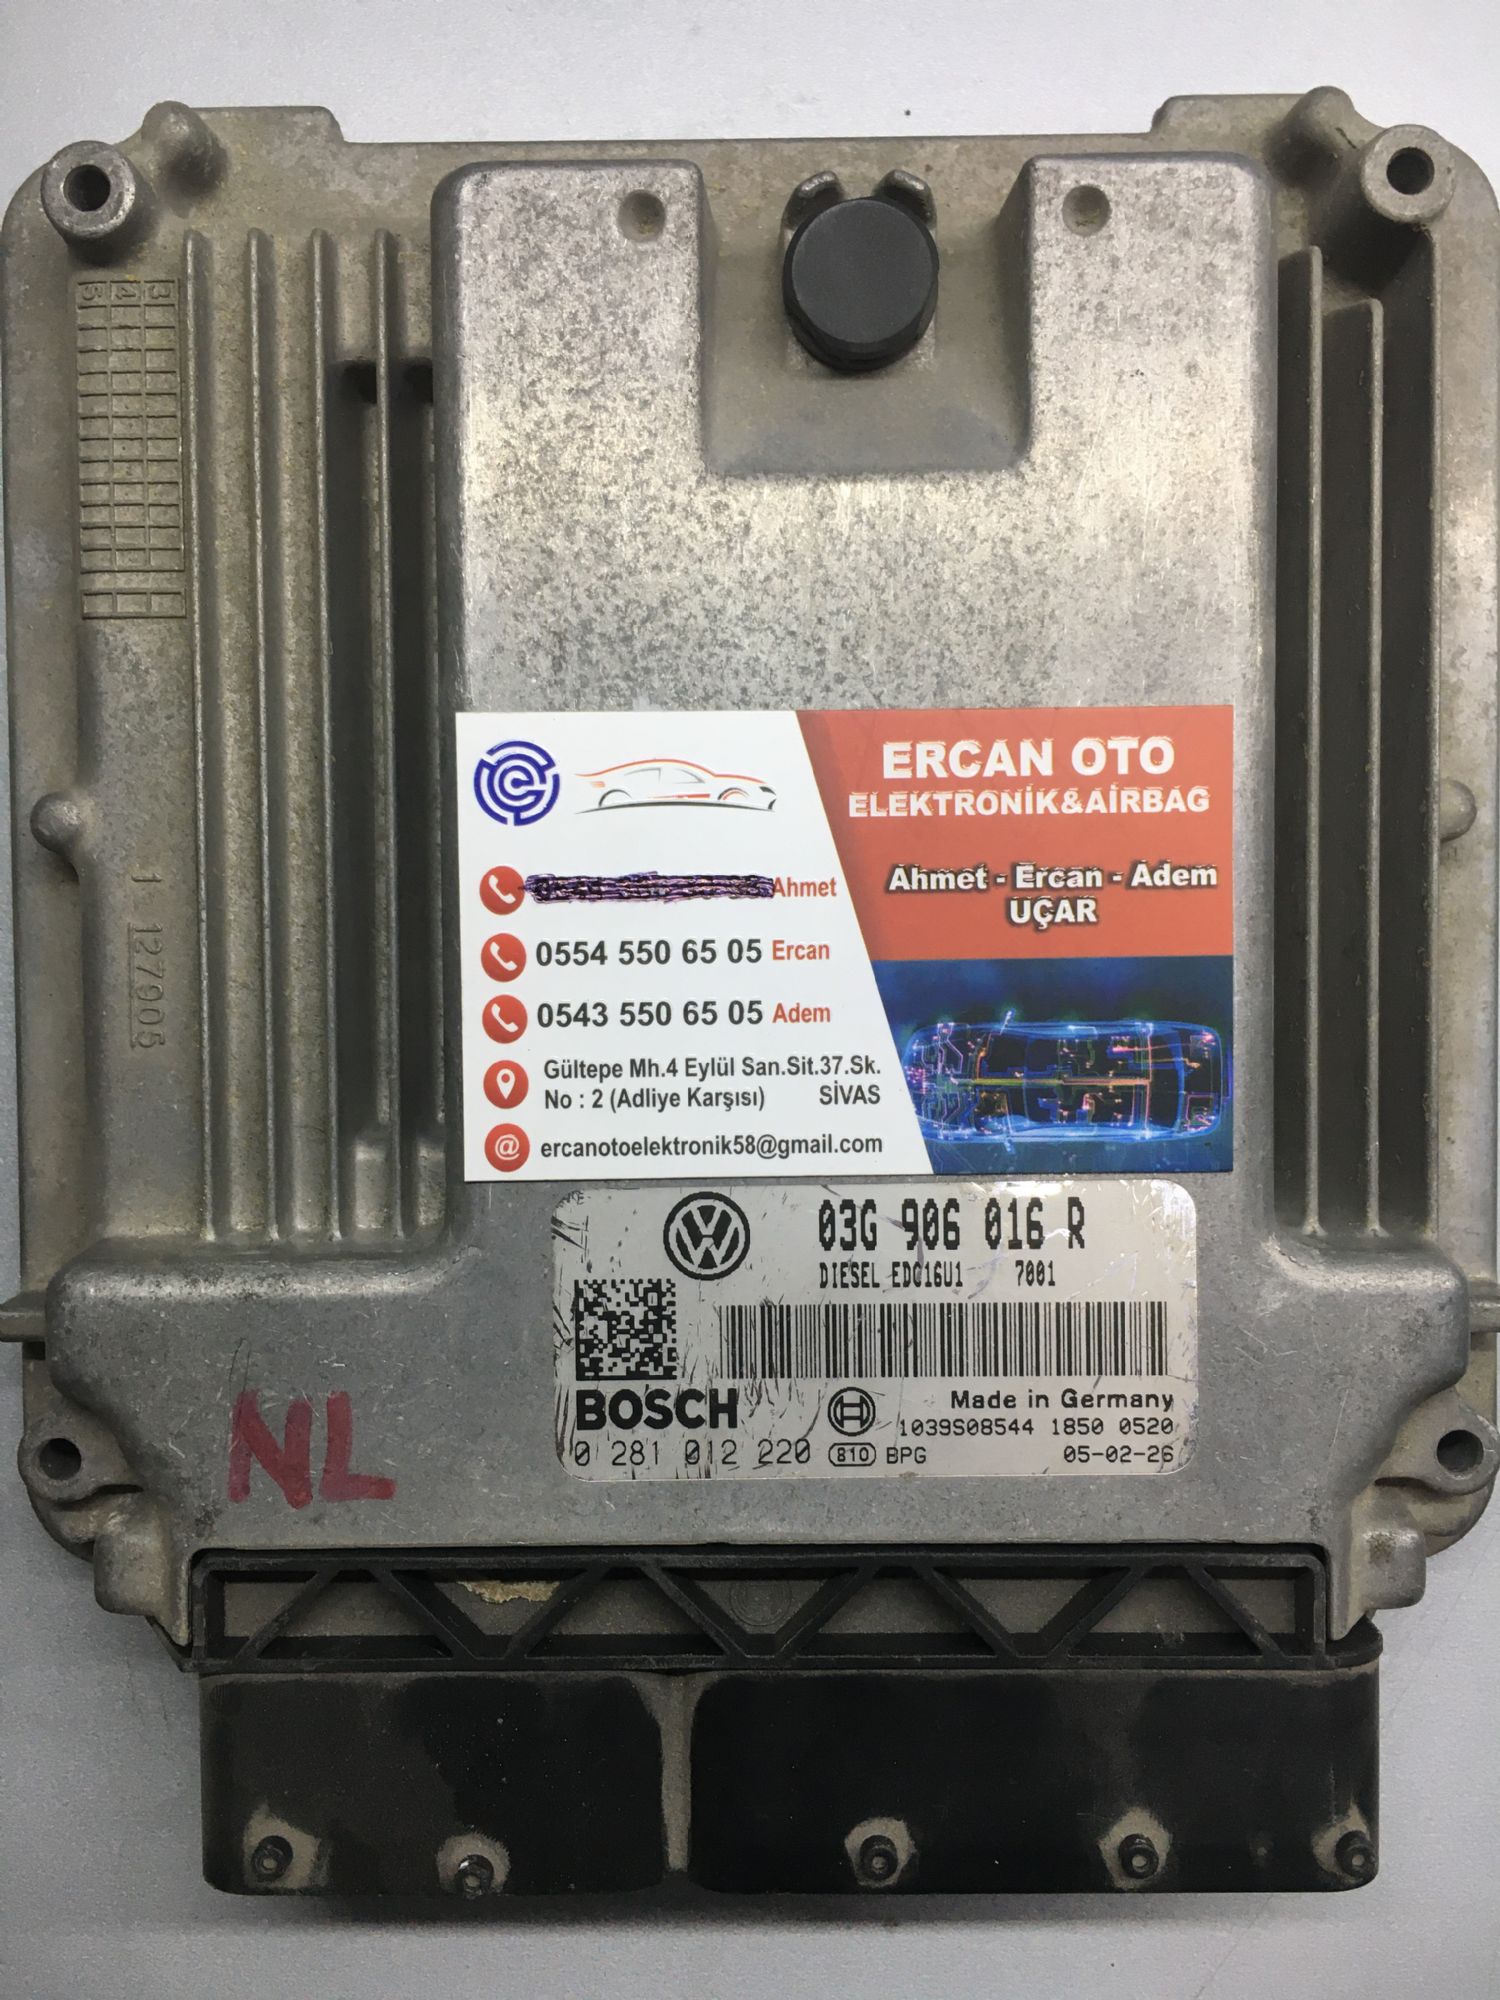 3
4
5
1 127905
ERCAN OTO
ELEKTRONİK&AİRBAG
Ahmet - Ercan - Adem
UÇAR
Ahmet
0554 550 65 05 Ercan
0543 550 65 05 Adem
Gültepe Mh.4 Eylül San.Sit.37.Sk.
No : 2 (Adliye Karşısı) SİVAS
@ ercanotoelektronik58@gmail.com
03G 906 016 R
DIESEL EDC16U1 7001
BOSCH
Made in Germany
1039S08544 1850 0520
0 281 012 220 810 BPG 05-02-26
NL